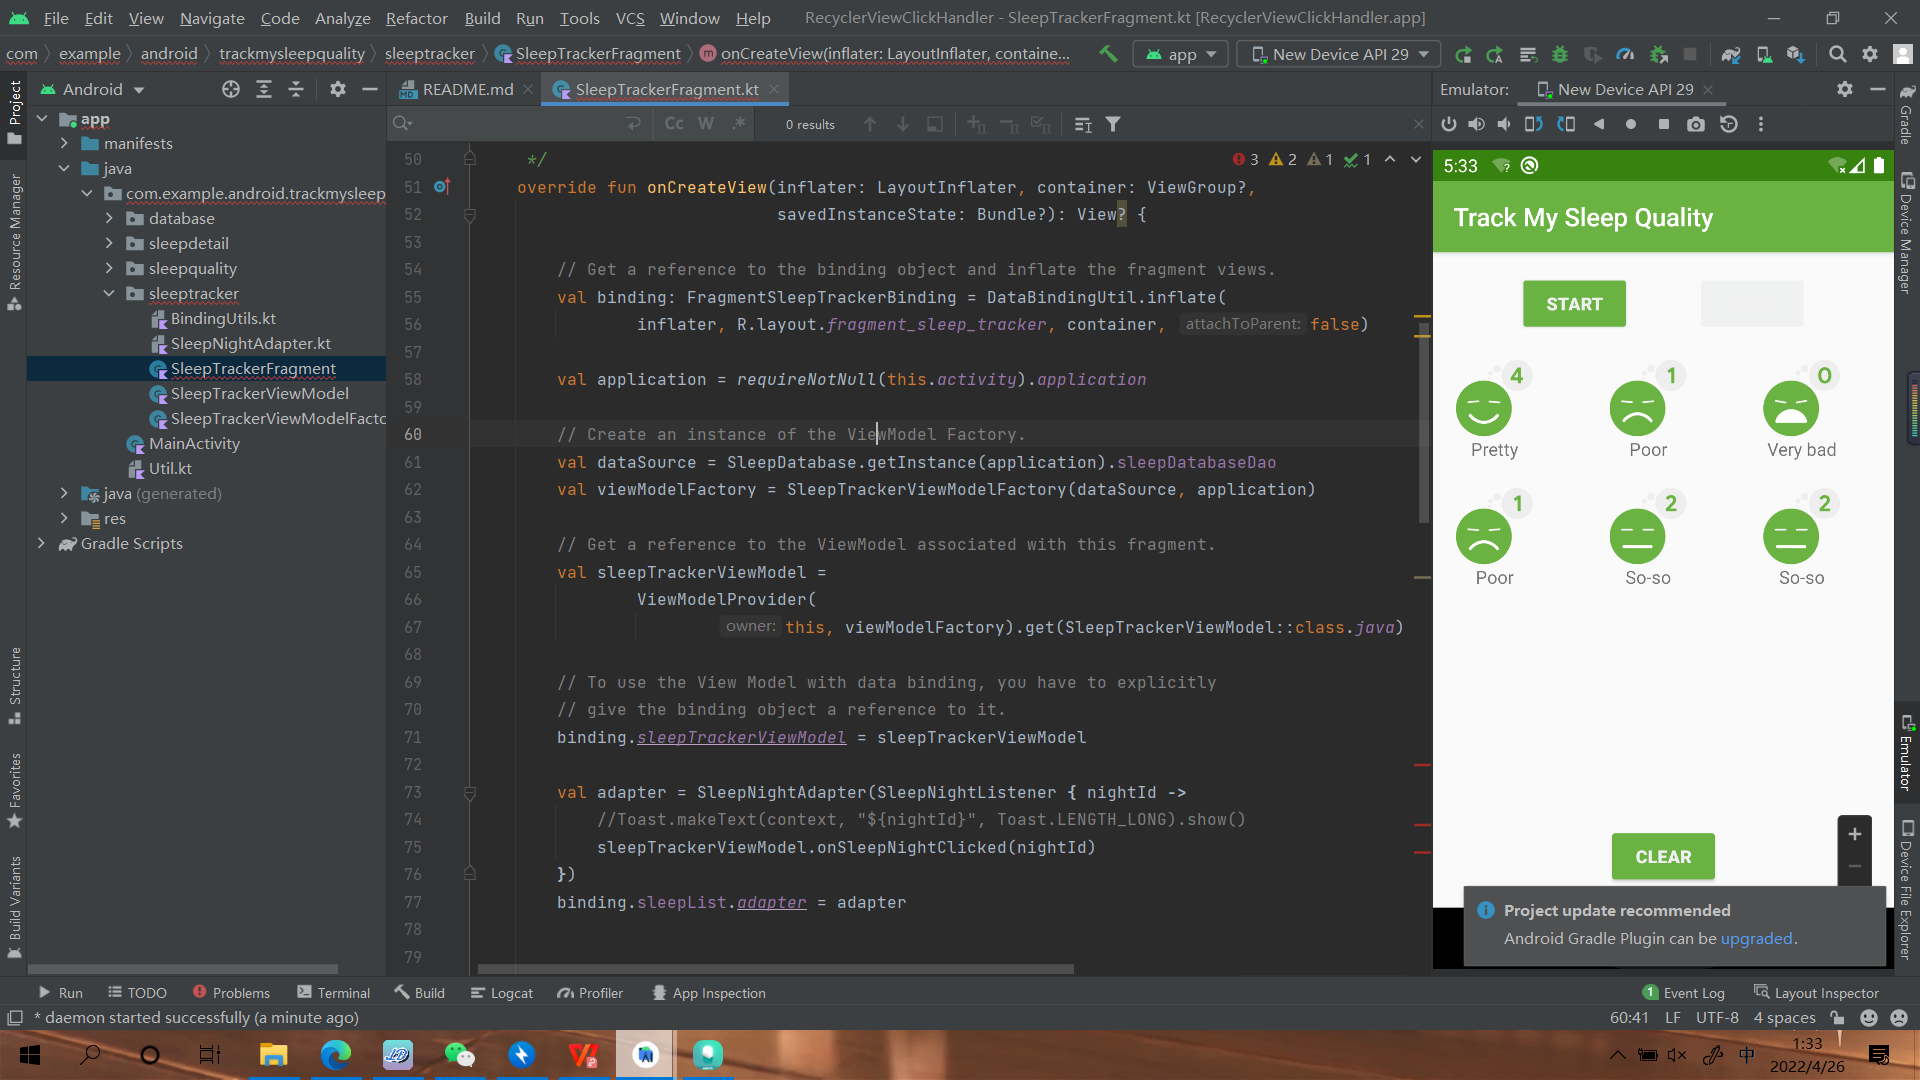 File Edit View Navigate Code Analyze Refactor Build Run Tools VCS Window Help RecyclerViewClickHandler - SleepTrackerFragment.kt [RecyclerViewClickHandler.app]
com example android trackmysleepquality sleeptracker SleepTrackerFragment m onCreateView(inflater: LayoutInflater, containe... app New Device API 29
Android README.md SleepTrackerFragment.kt Emulator: New Device API 29
Cc W .* 0 results
Project
Resource Manager
Structure
Favorites
Build Variants
app
manifests
java
com.example.android.trackmysleep
database
sleepdetail
sleepquality
sleeptracker
BindingUtils.kt
SleepNightAdapter.kt
SleepTrackerFragment
SleepTrackerViewModel
SleepTrackerViewModelFacto
MainActivity
Util.kt
java (generated)
res
Gradle Scripts
3 2 1 1
50 */
51 override fun onCreateView(inflater: LayoutInflater, container: ViewGroup?,
52 savedInstanceState: Bundle?): View? {
53
54 // Get a reference to the binding object and inflate the fragment views.
55 val binding: FragmentSleepTrackerBinding = DataBindingUtil.inflate(
56 inflater, R.layout.fragment_sleep_tracker, container, attachToParent: false)
57
58 val application = requireNotNull(this.activity).application
59
60 // Create an instance of the ViewModel Factory.
61 val dataSource = SleepDatabase.getInstance(application).sleepDatabaseDao
62 val viewModelFactory = SleepTrackerViewModelFactory(dataSource, application)
63
64 // Get a reference to the ViewModel associated with this fragment.
65 val sleepTrackerViewModel =
66 ViewModelProvider(
67 owner: this, viewModelFactory).get(SleepTrackerViewModel::class.java)
68
69 // To use the View Model with data binding, you have to explicitly
70 // give the binding object a reference to it.
71 binding.sleepTrackerViewModel = sleepTrackerViewModel
72
73 val adapter = SleepNightAdapter(SleepNightListener { nightId ->
74 //Toast.makeText(context, "${nightId}", Toast.LENGTH_LONG).show()
75 sleepTrackerViewModel.onSleepNightClicked(nightId)
76 })
77 binding.sleepList.adapter = adapter
78
79
5:33
Track My Sleep Quality
START
4 1 0
Pretty Poor Very bad
1 2 2
Poor So-so So-so
CLEAR
+
−
Project update recommended
Android Gradle Plugin can be upgraded.
Gradle
Device Manager
Emulator
Device File Explorer
Run TODO Problems Terminal Build Logcat Profiler App Inspection 1 Event Log Layout Inspector
* daemon started successfully (a minute ago) 60:41 LF UTF-8 4 spaces
中 1:33
2022/4/26